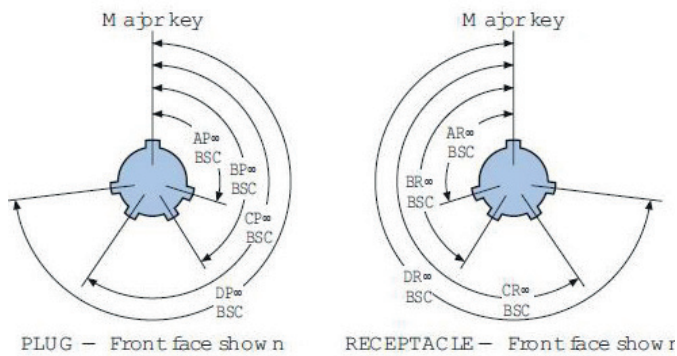 Major key
Major key
AP∞
BSC
BP∞
BSC
CP∞
BSC
DP∞
BSC
AR∞
BSC
BR∞
BSC
DR∞
BSC
CR∞
BSC
PLUG — Front face shown
RECEPTACLE — Front face shown